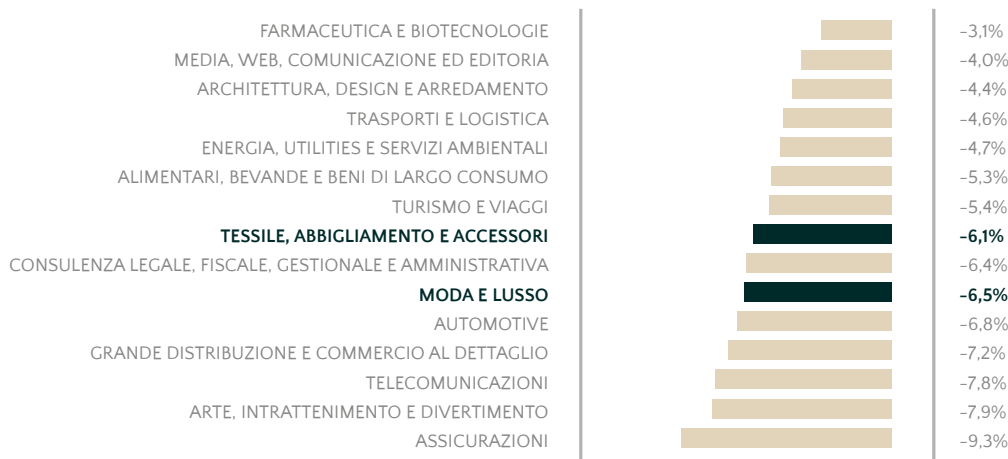 FARMACEUTICA E BIOTECNOLOGIE -3,1%
MEDIA, WEB, COMUNICAZIONE ED EDITORIA -4,0%
ARCHITETTURA, DESIGN E ARREDAMENTO -4,4%
TRASPORTI E LOGISTICA -4,6%
ENERGIA, UTILITIES E SERVIZI AMBIENTALI -4,7%
ALIMENTARI, BEVANDE E BENI DI LARGO CONSUMO -5,3%
TURISMO E VIAGGI -5,4%
TESSILE, ABBIGLIAMENTO E ACCESSORI -6,1%
CONSULENZA LEGALE, FISCALE, GESTIONALE E AMMINISTRATIVA -6,4%
MODA E LUSSO -6,5%
AUTOMOTIVE -6,8%
GRANDE DISTRIBUZIONE E COMMERCIO AL DETTAGLIO -7,2%
TELECOMUNICAZIONI -7,8%
ARTE, INTRATTENIMENTO E DIVERTIMENTO -7,9%
ASSICURAZIONI -9,3%